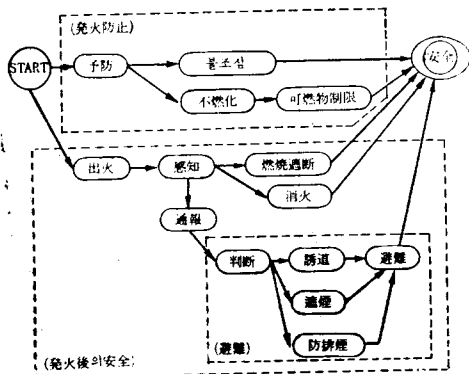 (発火防止)
START
予防
불조심
安全
不燃化
可燃物制限
出火
感知
燃焼遮断
消火
通報
判断
誘道
避難
遮煙
防排煙
(避難)
(発火後의安全)